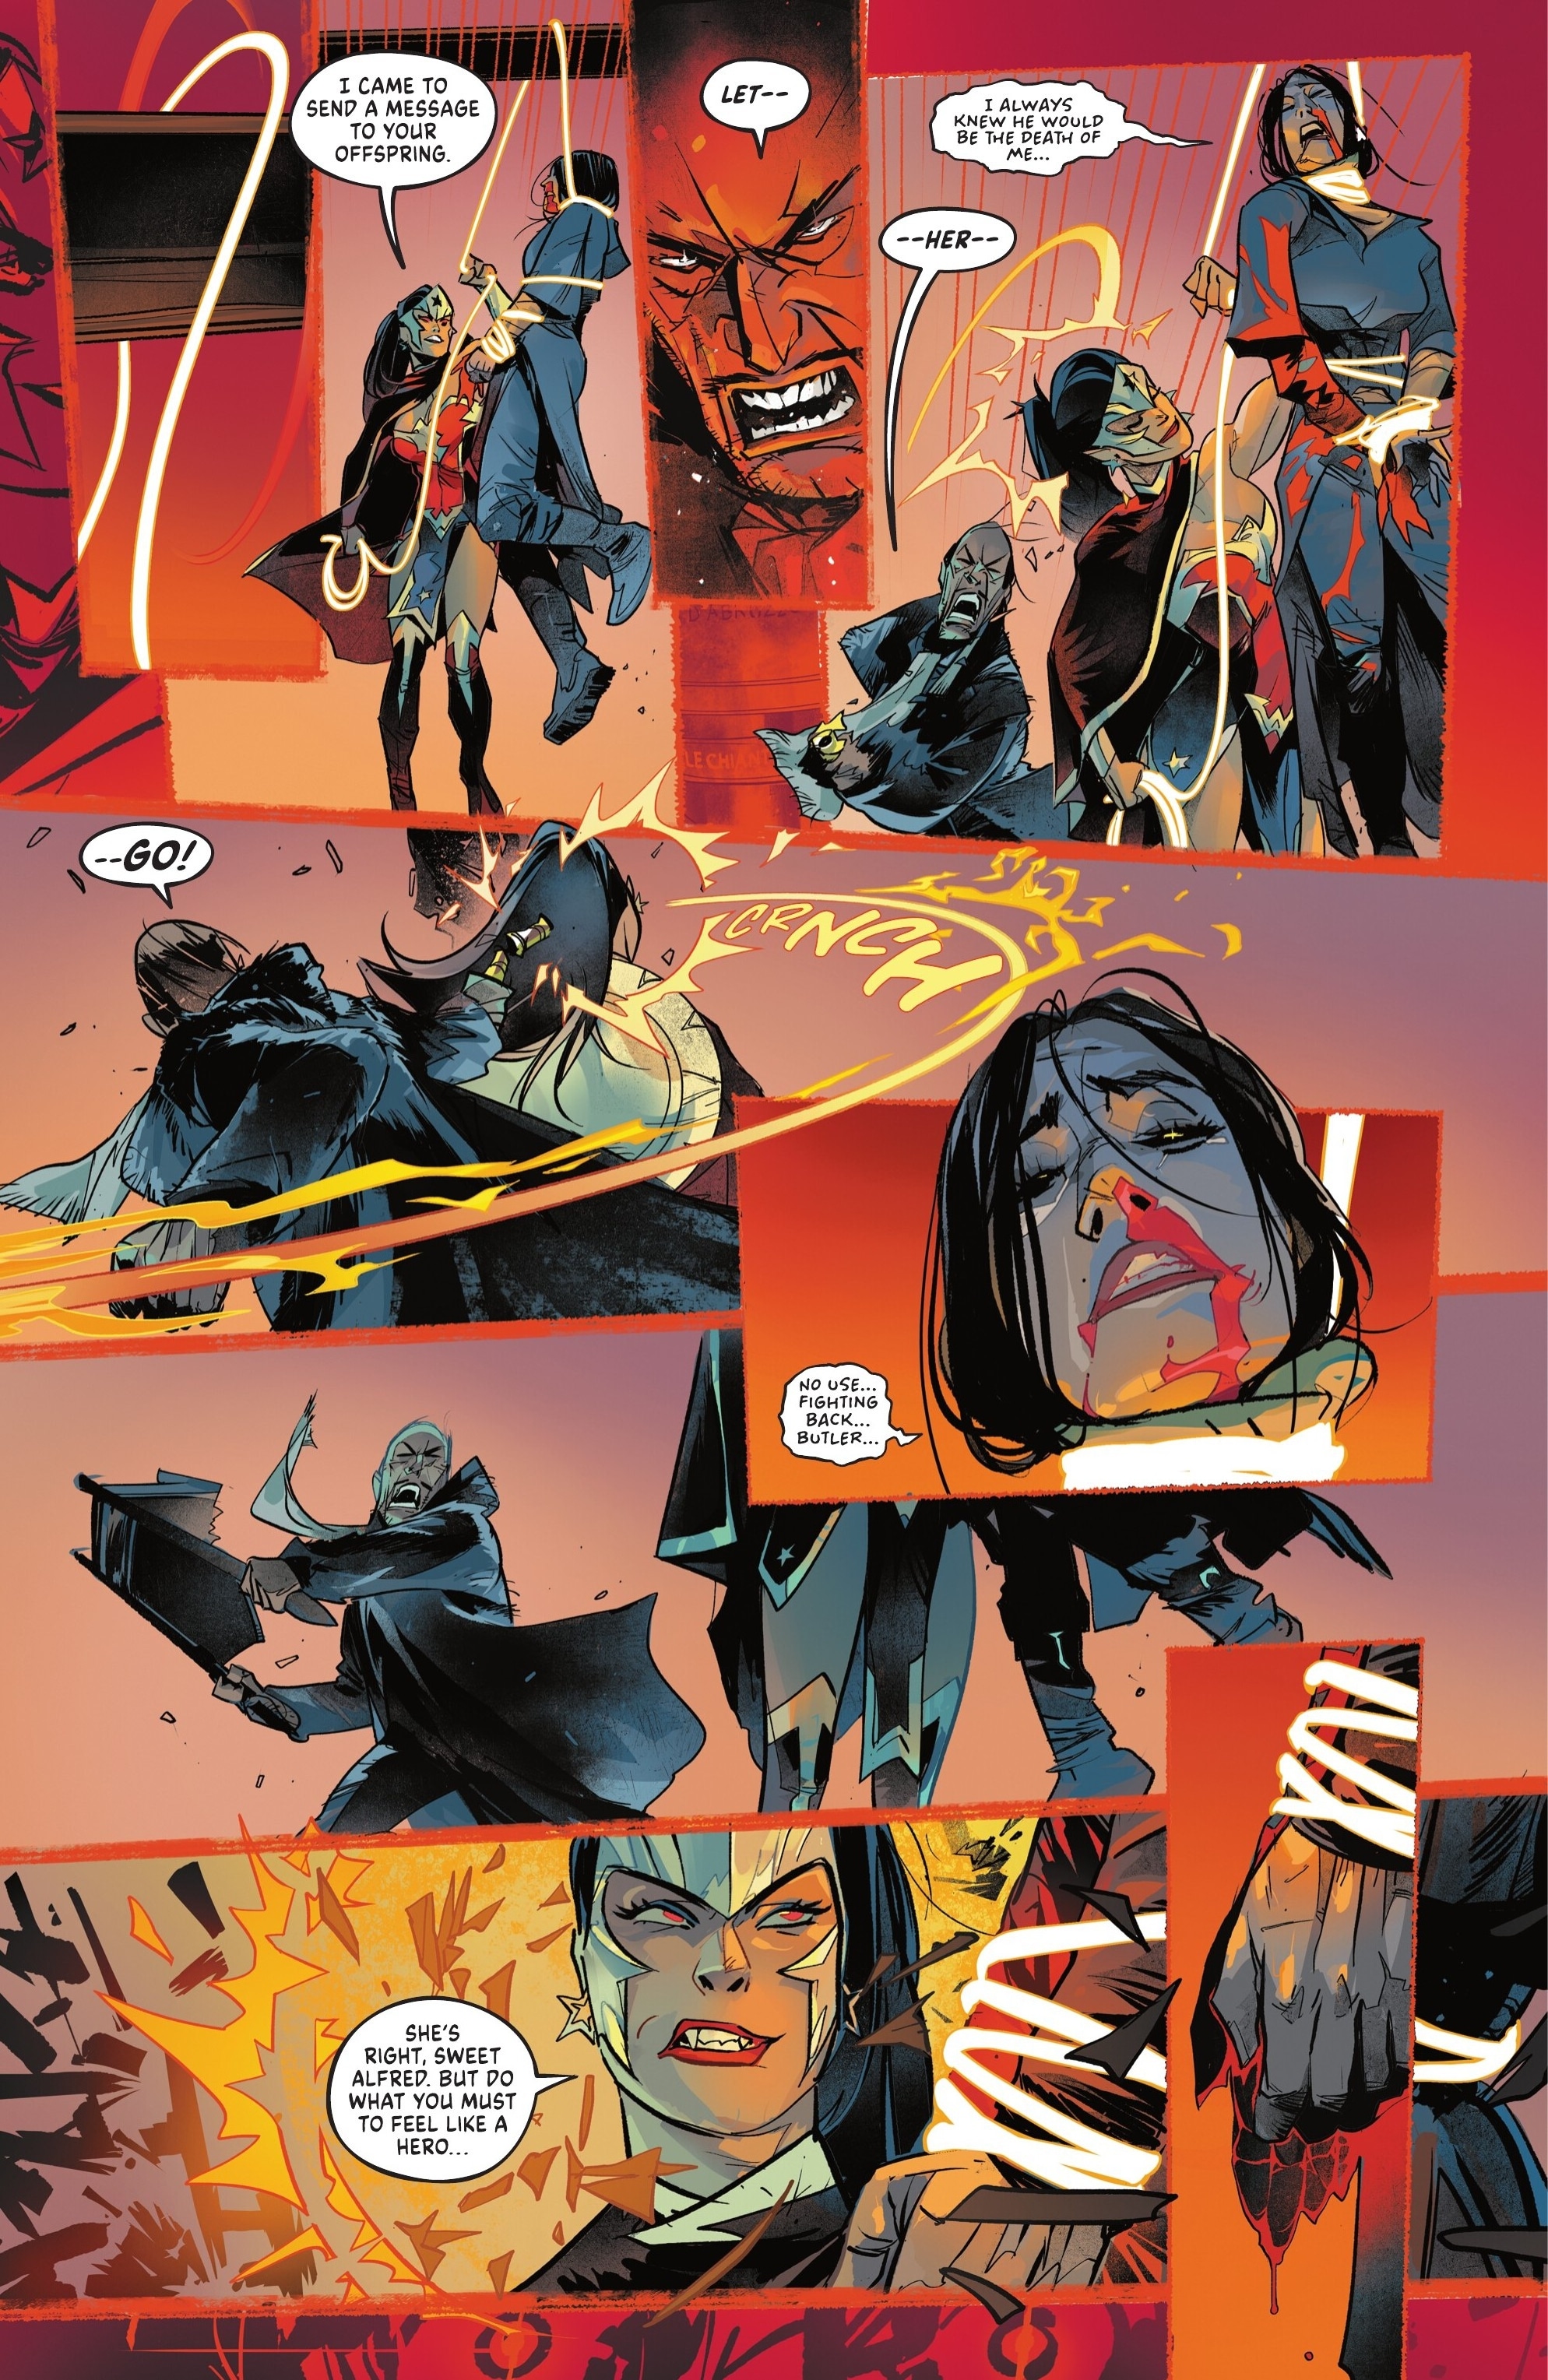 I CAME TO
SEND A MESSAGE
TO YOUR
OFFSPRING.
LET--
I ALWAYS
KNEW HE WOULD
BE THE DEATH OF
ME...
--HER--
LE CHIAN
--GO!
CRNCH
NO USE...
FIGHTING
BACK...
BUTLER...
SHE'S
RIGHT, SWEET
ALFRED. BUT DO
WHAT YOU MUST
TO FEEL LIKE A
HERO...